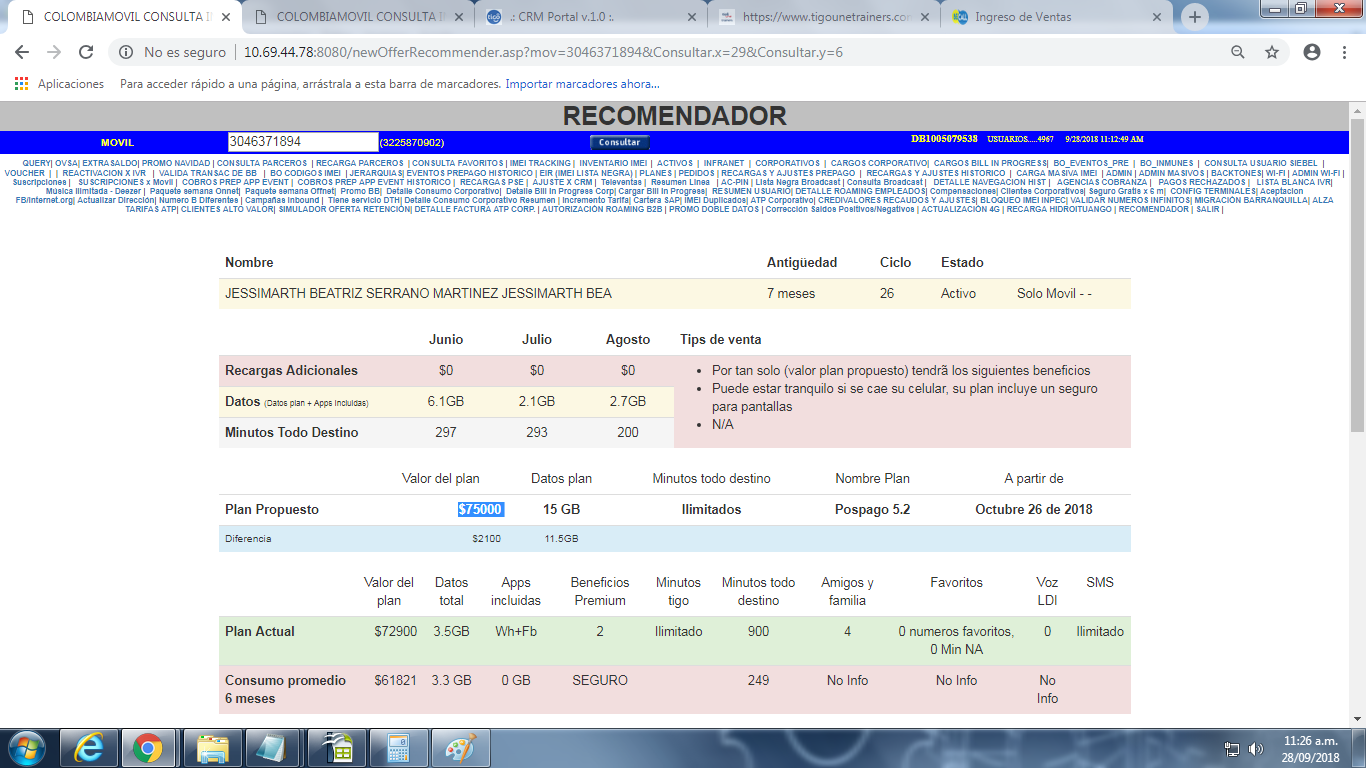 COLOMBIAMOVIL CONSULTA I
COLOMBIAMOVIL CONSULTA I
.: CRM Portal v.1.0 :.
https://www.tigounetrainers.co
Ingreso de Ventas
No es seguro | 10.69.44.78:8080/newOfferRecommender.asp?mov=3046371894&Consultar.x=29&Consultar.y=6
Aplicaciones Para acceder rápido a una página, arrástrala a esta barra de marcadores. Importar marcadores ahora...
RECOMENDADOR
MOVIL 3046371894 (3225870902) Consultar DB1005079538 USUARIOS.....4967 9/28/2018 11:12:49 AM
QUERY| OVSA| EXTRASALDO| PROMO NAVIDAD | CONSULTA PARCEROS | RECARGA PARCEROS | CONSULTA FAVORITOS | IMEI TRACKING | INVENTARIO IMEI | ACTIVOS | INFRANET | CORPORATIVOS | CARGOS CORPORATIVO| CARGOS BILL IN PROGRESS| BO_EVENTOS_PRE | BO_INMUNES | CONSULTA USUARIO SIEBEL |
VOUCHER | | REACTIVACION X IVR | VALIDA TRANSAC DE BB | BO CODIGOS IMEI | JERARQUIAS| EVENTOS PREPAGO HISTORICO | EIR (IMEI LISTA NEGRA) | PLANES | PEDIDOS | RECARGAS Y AJUSTES PREPAGO | RECARGAS Y AJUSTES HISTORICO | CARGA MASIVA IMEI | ADMIN | ADMIN MASIVOS | BACKTONES| WI-FI | ADMIN WI-FI |
Suscripciones | SUSCRIPCIONES x Movil | COBROS PREP APP EVENT | COBROS PREP APP EVENT HISTORICO | RECARGAS PSE | AJUSTE X CRM | Televentas | Resumen Linea | AC-PIN | Lista Negra Broadcast | Consulta Broadcast | DETALLE NAVEGACION HIST | AGENCIAS COBRANZA | PAGOS RECHAZADOS | LISTA BLANCA IVR|
Musica Ilimitada - Deezer | Paquete semana Onnet| Paquete semana Offnet| Promo BB| Detalle Consumo Corporativo| Detalle Bill In Progress Corp| Cargar Bill In Progress| RESUMEN USUARIO| DETALLE ROAMING EMPLEADOS| Compensaciones| Clientes Corporativos| Seguro Gratis x 6 m| CONFIG TERMINALES| Aceptacion
FB/Internet.org| Actualizar Dirección| Numero B Diferentes | Campañas Inbound | Tiene servicio DTH| Detalle Consumo Corporativo Resumen | Incremento Tarifa| Cartera SAP| IMEI Duplicados| ATP Corporativo| CREDIVALORES RECAUDOS Y AJUSTES| BLOQUEO IMEI INPEC| VALIDAR NUMEROS INFINITOS| MIGRACIÓN BARRANQUILLA| ALZA
TARIFAS ATP| CLIENTES ALTO VALOR| SIMULADOR OFERTA RETENCIÓN| DETALLE FACTURA ATP CORP. | AUTORIZACIÓN ROAMING B2B | PROMO DOBLE DATOS | Corrección Saldos Positivos/Negativos | ACTUALIZACIÓN 4G | RECARGA HIDROITUANGO | RECOMENDADOR | SALIR |
Nombre Antigüedad Ciclo Estado
JESSIMARTH BEATRIZ SERRANO MARTINEZ JESSIMARTH BEA 7 meses 26 Activo Solo Movil - -
Junio Julio Agosto Tips de venta
Recargas Adicionales $0 $0 $0
Datos (Datos plan + Apps Incluidas) 6.1GB 2.1GB 2.7GB
Minutos Todo Destino 297 293 200
• Por tan solo (valor plan propuesto) tendrã los siguientes beneficios
• Puede estar tranquilo si se cae su celular, su plan incluye un seguro
para pantallas
• N/A
Valor del plan Datos plan Minutos todo destino Nombre Plan A partir de
Plan Propuesto $75000 15 GB Ilimitados Pospago 5.2 Octubre 26 de 2018
Diferencia $2100 11.5GB
Valor del Datos Apps Beneficios Minutos Minutos todo Amigos y Favoritos Voz SMS
plan total incluidas Premium tigo destino familia LDI
Plan Actual $72900 3.5GB Wh+Fb 2 Ilimitado 900 4 0 numeros favoritos, 0 Ilimitado
0 Min NA
Consumo promedio $61821 3.3 GB 0 GB SEGURO 249 No Info No Info No
6 meses Info
11:26 a.m.
28/09/2018